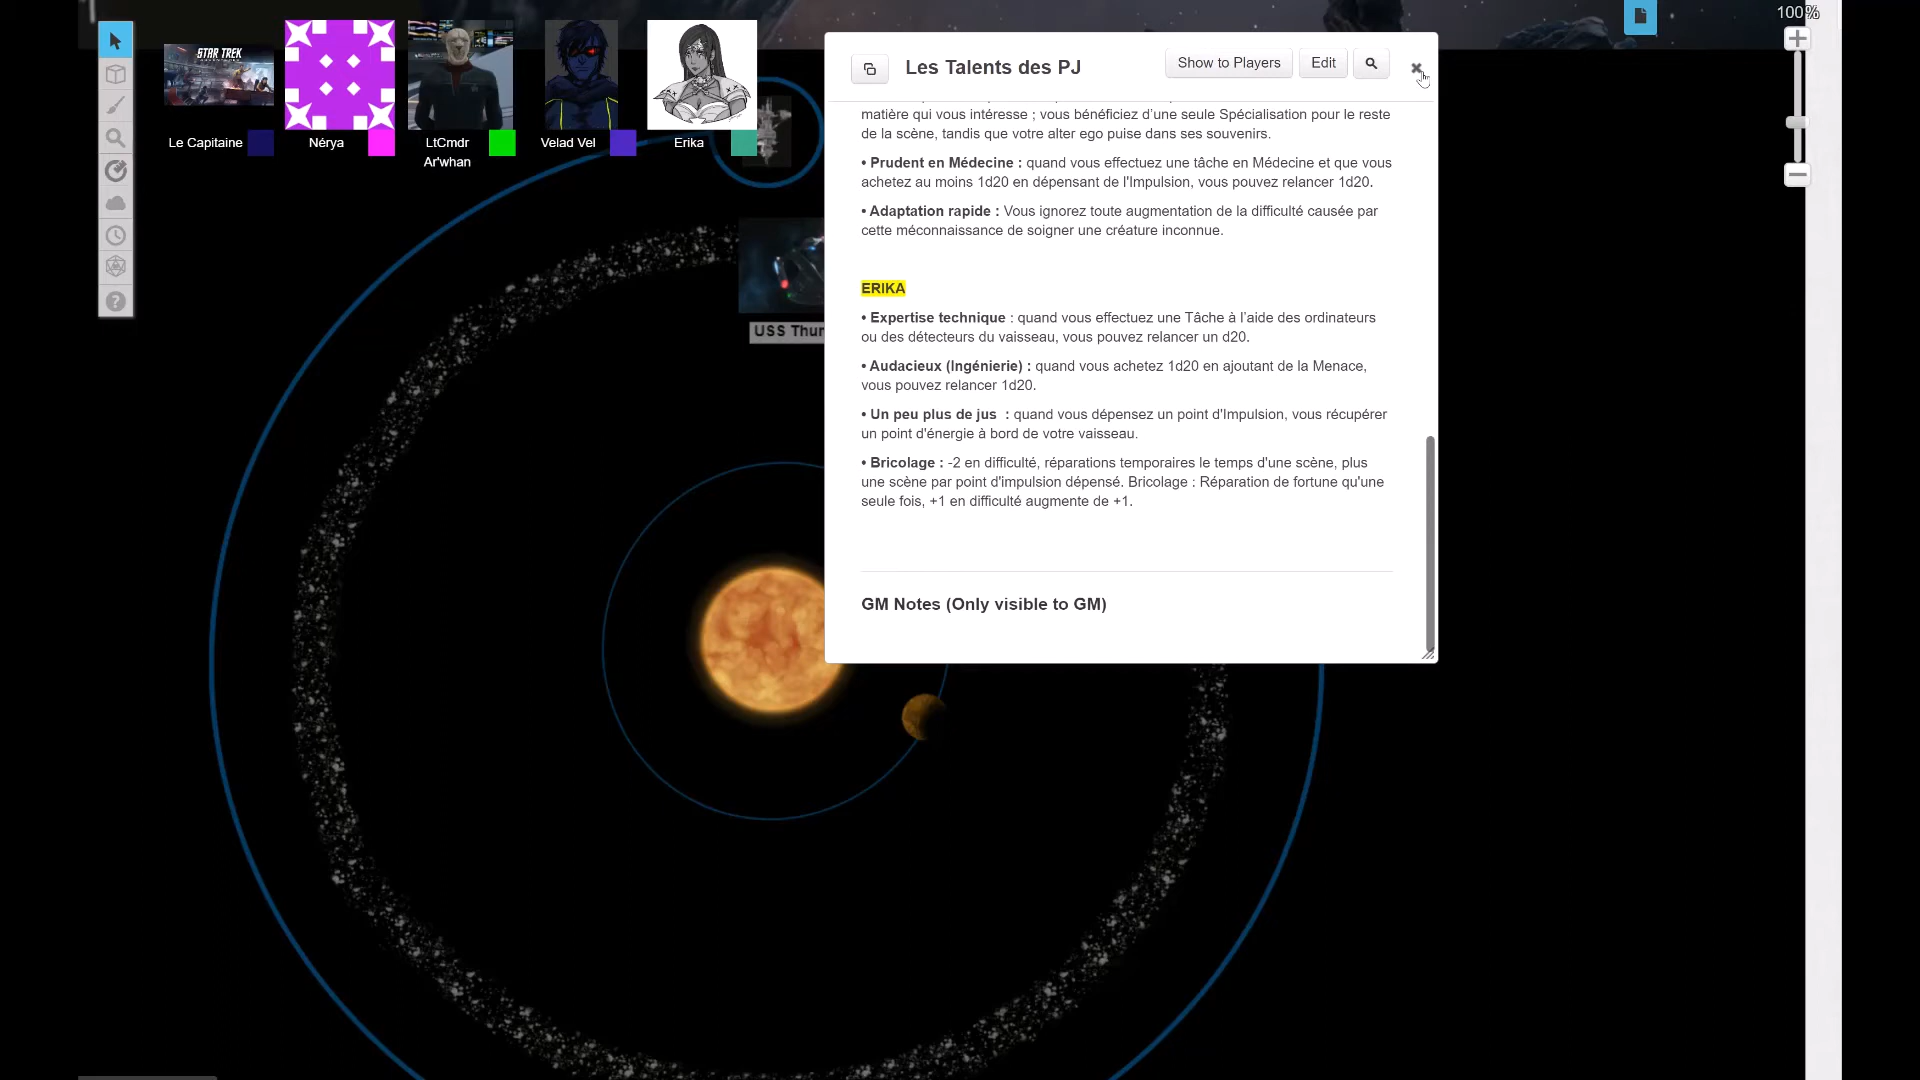 100%
STAR TREK
Le Capitaine
Nérya
LtCmdr
Ar'whan
Velad Vel
Erika
USS Thun
Les Talents des PJ
Show to Players
Edit
matière qui vous intéresse ; vous bénéficiez d'une seule Spécialisation pour le reste
de la scène, tandis que votre alter ego puise dans ses souvenirs.
• Prudent en Médecine : quand vous effectuez une tâche en Médecine et que vous
achetez au moins 1d20 en dépensant de l'Impulsion, vous pouvez relancer 1d20.
• Adaptation rapide : Vous ignorez toute augmentation de la difficulté causée par
cette méconnaissance de soigner une créature inconnue.
ERIKA
• Expertise technique : quand vous effectuez une Tâche à l'aide des ordinateurs
ou des détecteurs du vaisseau, vous pouvez relancer un d20.
• Audacieux (Ingénierie) : quand vous achetez 1d20 en ajoutant de la Menace,
vous pouvez relancer 1d20.
• Un peu plus de jus : quand vous dépensez un point d'Impulsion, vous récupérer
un point d'énergie à bord de votre vaisseau.
• Bricolage : -2 en difficulté, réparations temporaires le temps d'une scène, plus
une scène par point d'impulsion dépensé. Bricolage : Réparation de fortune qu'une
seule fois, +1 en difficulté augmente de +1.
GM Notes (Only visible to GM)